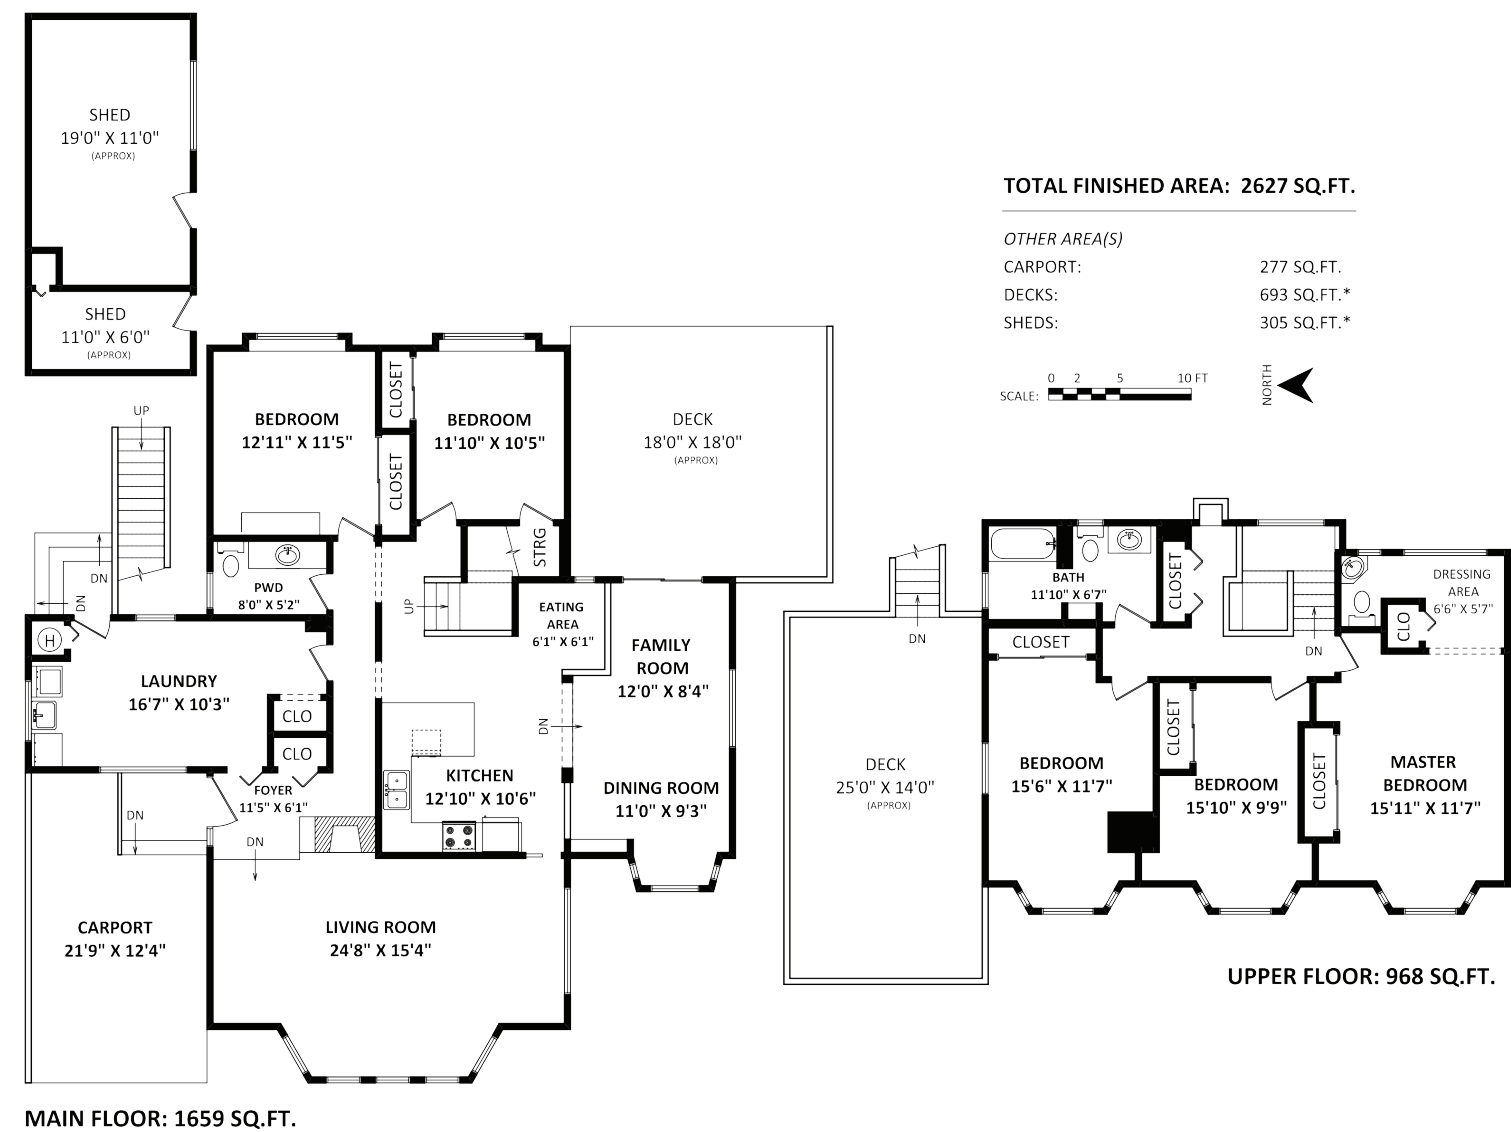 SHED
19'0" X 11'0"
(APPROX)
SHED
11'0" X 6'0"
(APPROX)
TOTAL FINISHED AREA: 2627 SQ.FT.
OTHER AREA(S)
CARPORT: 277 SQ.FT.
DECKS: 693 SQ.FT.*
SHEDS: 305 SQ.FT.*
SCALE: 0 2 5 10 FT
NORTH
UP
BEDROOM
12'11" X 11'5"
CLOSET
CLOSET
BEDROOM
11'10" X 10'5"
DECK
18'0" X 18'0"
(APPROX)
STRG
DN
DN
PWD
8'0" X 5'2"
UP
EATING
AREA
6'1" X 6'1"
FAMILY
ROOM
12'0" X 8'4"
H
LAUNDRY
16'7" X 10'3"
CLO
CLO
DN
FOYER
11'5" X 6'1"
KITCHEN
12'10" X 10'6"
DINING ROOM
11'0" X 9'3"
DN
DN
CARPORT
21'9" X 12'4"
LIVING ROOM
24'8" X 15'4"
MAIN FLOOR: 1659 SQ.FT.
DN
DECK
25'0" X 14'0"
(APPROX)
BATH
11'10" X 6'7"
CLOSET
CLOSET
DN
DRESSING
AREA
6'6" X 5'7"
CLO
BEDROOM
15'6" X 11'7"
CLOSET
BEDROOM
15'10" X 9'9"
CLOSET
MASTER
BEDROOM
15'11" X 11'7"
UPPER FLOOR: 968 SQ.FT.